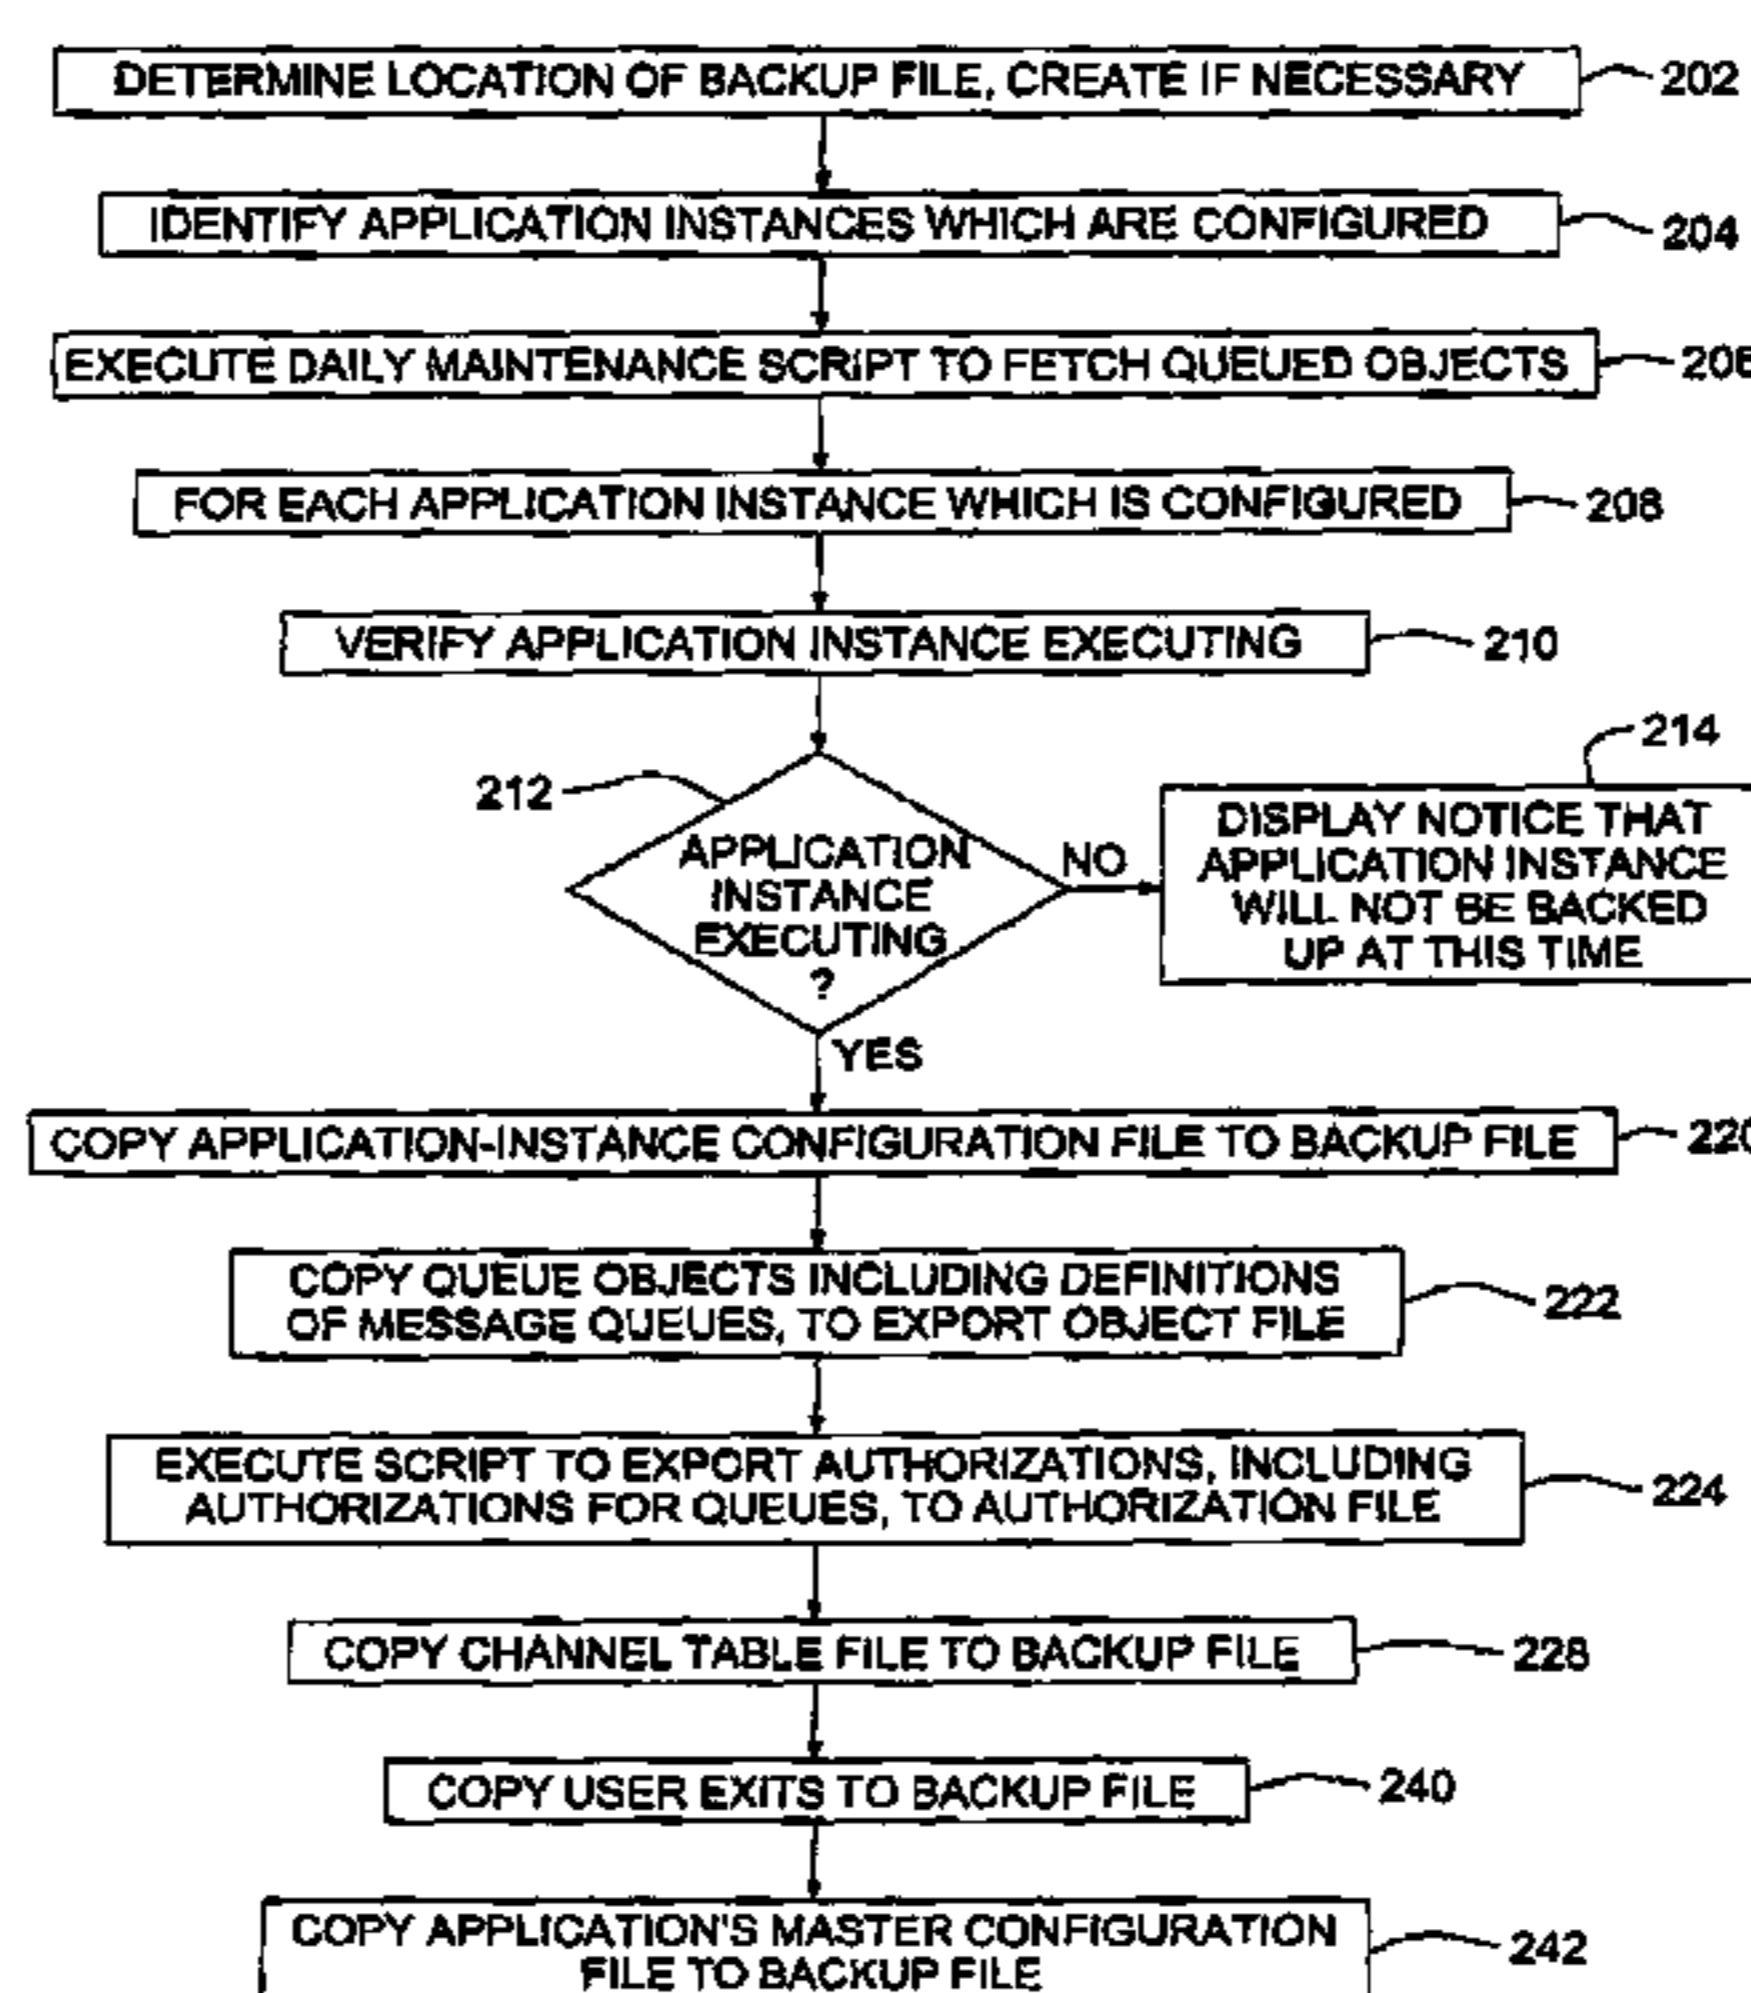 DETERMINE LOCATION OF BACKUP FILE, CREATE IF NECESSARY
202
IDENTIFY APPLICATION INSTANCES WHICH ARE CONFIGURED
204
EXECUTE DAILY MAINTENANCE SCRIPT TO FETCH QUEUED OBJECTS
206
FOR EACH APPLICATION INSTANCE WHICH IS CONFIGURED
208
VERIFY APPLICATION INSTANCE EXECUTING
210
212
APPLICATION
INSTANCE
EXECUTING
?
NO
214
DISPLAY NOTICE THAT
APPLICATION INSTANCE
WILL NOT BE BACKED
UP AT THIS TIME
YES
COPY APPLICATION-INSTANCE CONFIGURATION FILE TO BACKUP FILE
220
COPY QUEUE OBJECTS INCLUDING DEFINITIONS
OF MESSAGE QUEUES, TO EXPORT OBJECT FILE
222
EXECUTE SCRIPT TO EXPORT AUTHORIZATIONS, INCLUDING
AUTHORIZATIONS FOR QUEUES, TO AUTHORIZATION FILE
224
COPY CHANNEL TABLE FILE TO BACKUP FILE
228
COPY USER EXITS TO BACKUP FILE
240
COPY APPLICATION'S MASTER CONFIGURATION
FILE TO BACKUP FILE
242